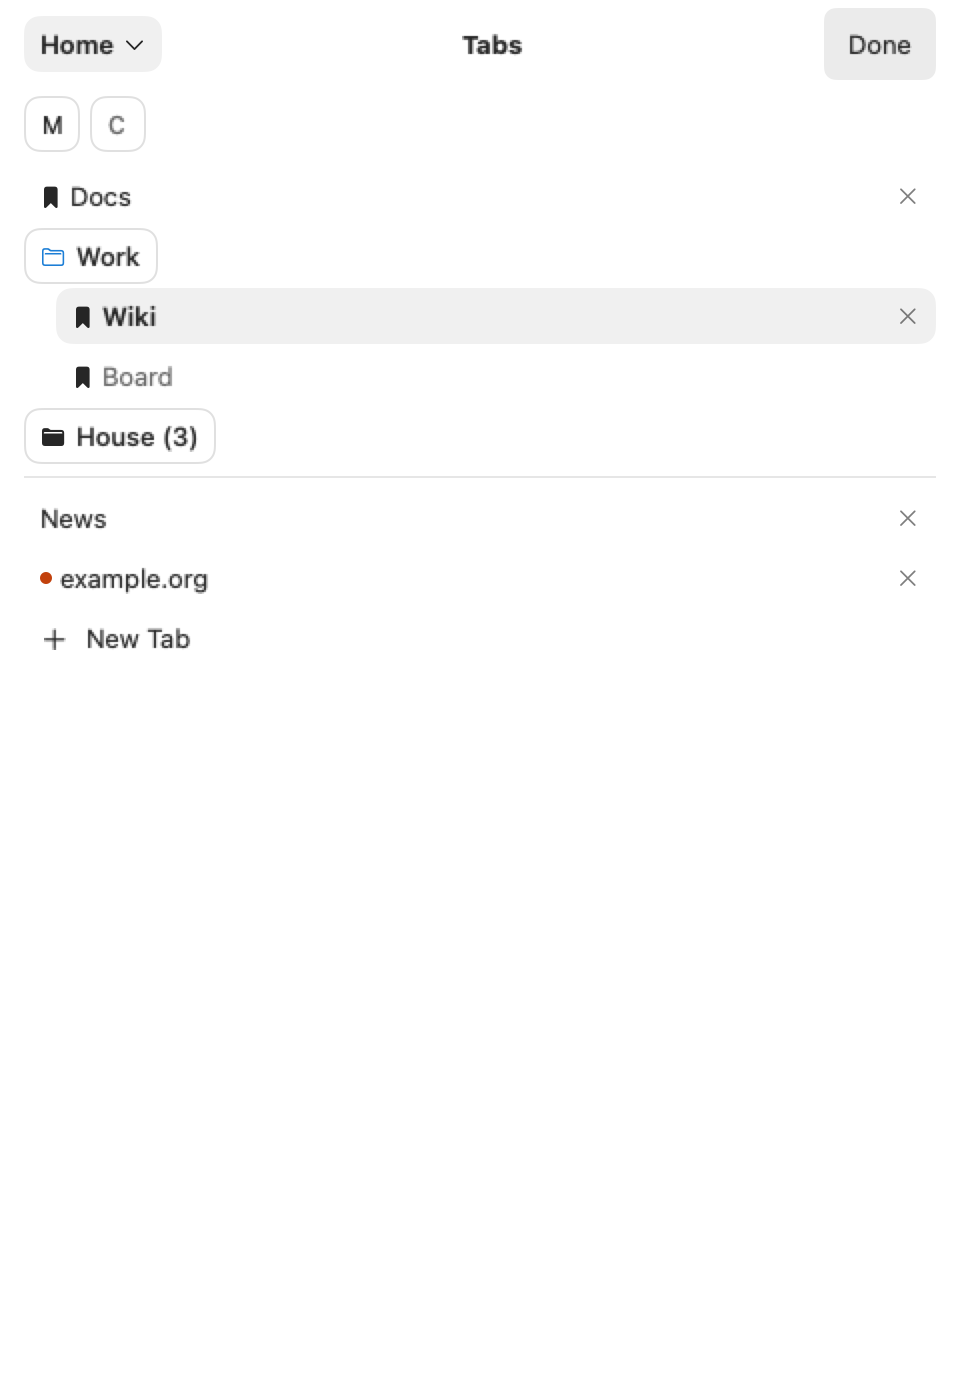 Home Tabs Done
M C
Docs
Work
Wiki
Board
House (3)
News
example.org
New Tab